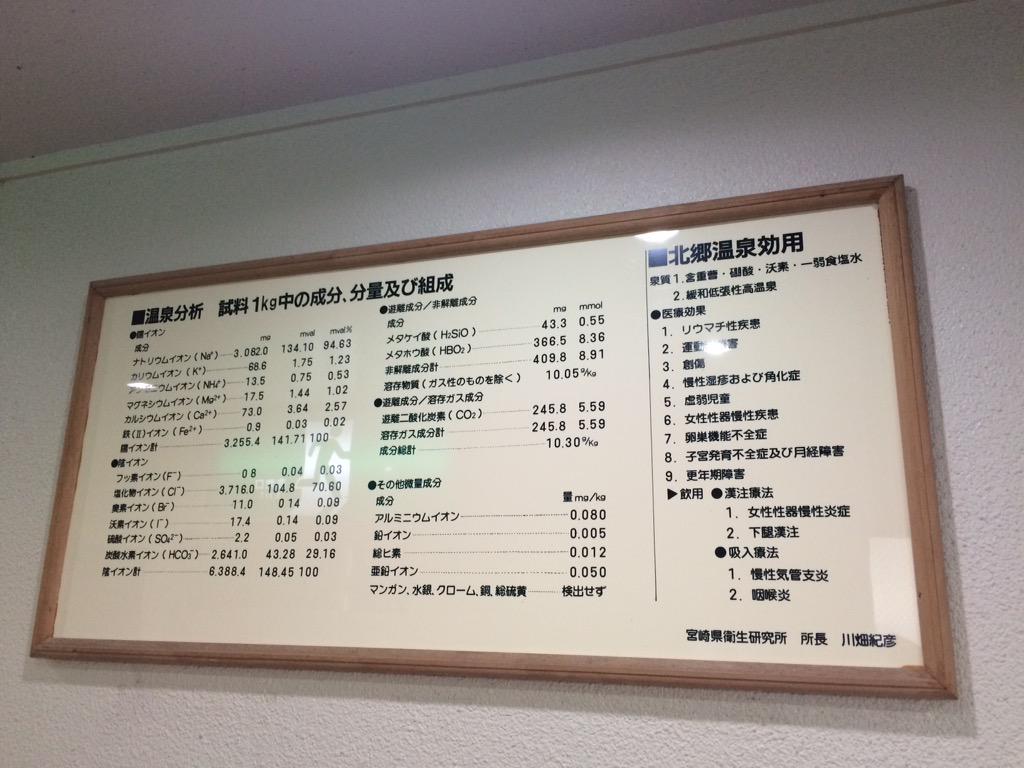 ■温泉分析 試料1kg中の成分、分量及び組成
●陽イオン
成分 mg mval mval%
ナトリウムイオン(Na⁺) 3.082.0 134.10 94.63
カリウムイオン(K⁺) 68.6 1.75 1.23
アンモニウムイオン(NH₄⁺) 13.5 0.75 0.53
マグネシウムイオン(Mg²⁺) 17.5 1.44 1.02
カルシウムイオン(Ca²⁺) 73.0 3.64 2.57
鉄(Ⅱ)イオン(Fe²⁺) 0.9 0.03 0.02
陽イオン計 3.255.4 141.71 100
●陰イオン
フッ素イオン(F⁻) 0 8 0.04 0.03
塩化物イオン(Cl⁻) 3,716.0 104.8 70.60
臭素イオン(Br⁻) 11.0 0 14 0 09
沃素イオン(I⁻) 17.4 0.14 0.09
硫酸イオン(SO₄²⁻) 2.2 0.05 0.03
炭酸水素イオン(HCO₃⁻) 2,641.0 43.28 29.16
陰イオン計 6,388.4 148.45 100
●遊離成分/非解離成分
成分 mg mmol
メタケイ酸(H₂SiO) 43.3 0.55
メタホウ酸(HBO₂) 366.5 8.36
非解離成分計 409.8 8.91
溶存物質(ガス性のものを除く) 10.05g/kg
●遊離成分/溶存ガス成分
遊離二酸化炭素(CO₂) 245.8 5.59
溶存ガス成分計 245.8 5.59
成分総計 10.30g/kg
●その他微量成分
成分 量mg/kg
アルミニウムイオン 0.080
鉛イオン 0.005
総ヒ素 0.012
亜鉛イオン 0.050
マンガン、水銀、クローム、銅、総硫黄 検出せず
■北郷温泉効用
泉質 1.含重曹・硼酸・沃素・一弱食塩水
2.緩和低張性高温泉
●医療効果
1. リウマチ性疾患
2. 運動 害
3. 創傷
4. 慢性湿疹および角化症
5. 虚弱児童
6. 女性性器慢性疾患
7. 卵巣機能不全症
8. 子宮発育不全症及び月経障害
9. 更年期障害
▶飲用 ●漢注療法
1. 女性性器慢性炎症
2. 下腿漢注
●吸入療法
1. 慢性気管支炎
2. 咽喉炎
宮崎県衛生研究所 所長 川畑紀彦